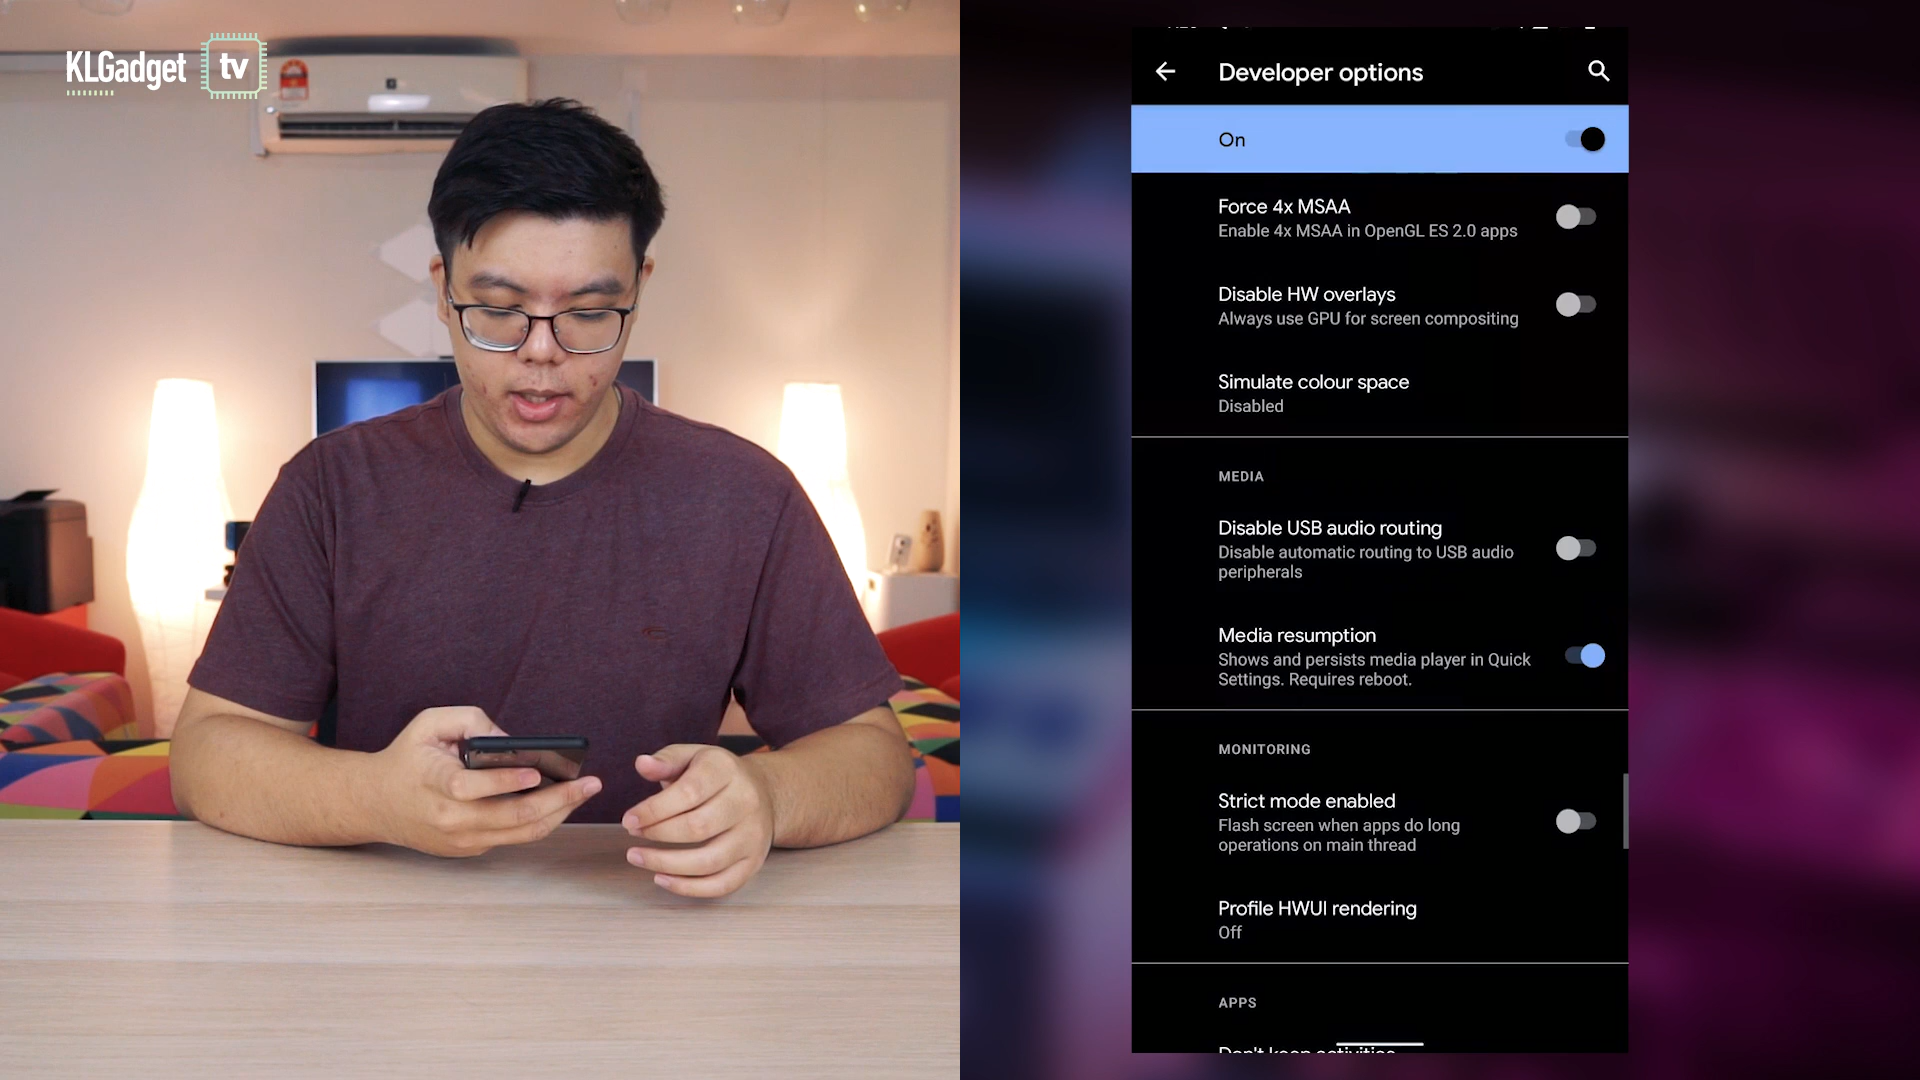 KLGadget tv
Developer options
On
Force 4x MSAA
Enable 4x MSAA in OpenGL ES 2.0 apps
Disable HW overlays
Always use GPU for screen compositing
Simulate colour space
Disabled
MEDIA
Disable USB audio routing
Disable automatic routing to USB audio
peripherals
Media resumption
Shows and persists media player in Quick
Settings. Requires reboot.
MONITORING
Strict mode enabled
Flash screen when apps do long
operations on main thread
Profile HWUI rendering
Off
APPS
Don't keep activities